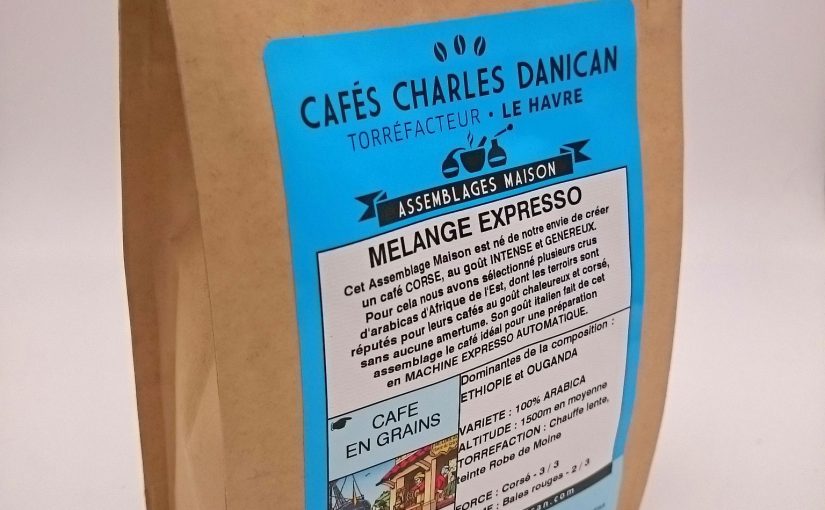 CAFÉS CHARLES DANICAN
TORRÉFACTEUR • LE HAVRE
ASSEMBLAGES MAISON
MELANGE EXPRESSO
Cet Assemblage Maison est né de notre envie de créer
un café CORSE, au goût INTENSE et GENEREUX.
Pour cela nous avons sélectionné plusieurs crus
d'arabicas d'Afrique de l'Est, dont les terroirs sont
réputés pour leurs cafés au goût chaleureux et corsé,
sans aucune amertume. Son goût italien fait de cet
assemblage le café idéal pour une préparation
en MACHINE EXPRESSO AUTOMATIQUE.
Dominantes de la composition :
ETHIOPIE et OUGANDA
CAFE
EN GRAINS
VARIETE : 100% ARABICA
ALTITUDE : 1500m en moyenne
TORREFACTION : Chauffe lente,
teinte Robe de Moine
FORCE : Corsé - 3 / 3
: Baies rouges - 2 / 3